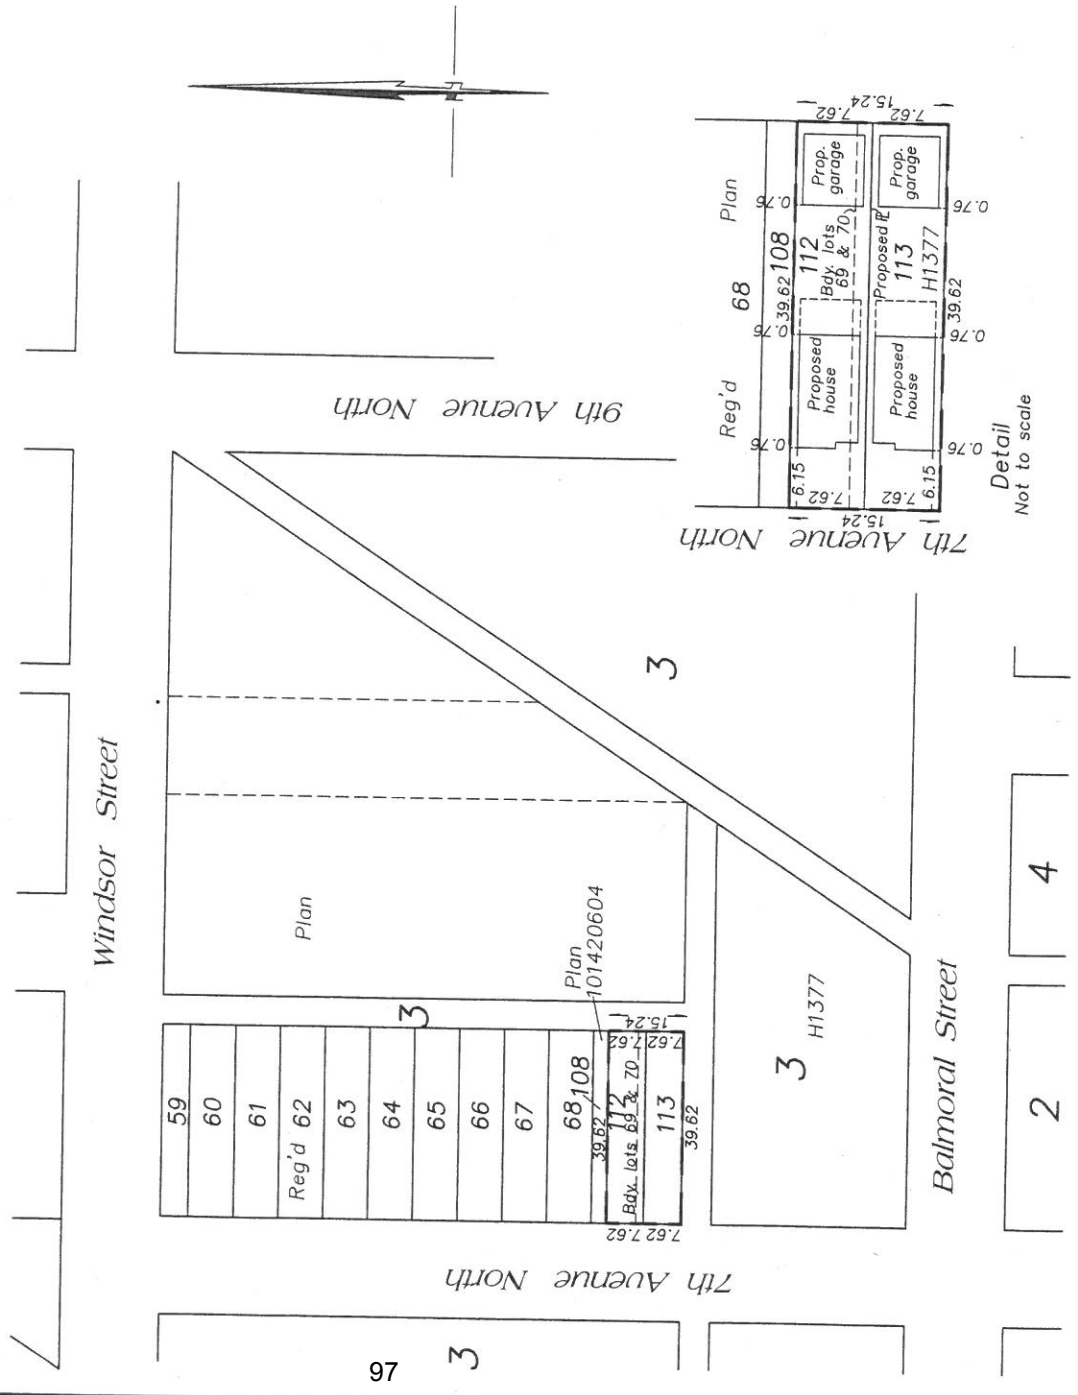 Windsor Street
9th Avenue North
7th Avenue North
Balmoral Street
59
60
61
Reg'd 62
Plan
63
64
65
66
67
68
108
Plan
101420604
39.62
112
Bdy. lots 69 & 70
113
39.62
7.62
7.62
7.62
7.62
15.24
3
3
3
3
H1377
2
4
Reg'd
68
Plan
108
39.62
112
Bdy. lots
69 & 70
Proposed PL
113
H1377
39.62
Proposed
house
Proposed
house
Prop.
garage
Prop.
garage
0.76
0.76
0.76
0.76
0.76
0.76
6.15
6.15
7.62
7.62
15.24
7.62
7.62
15.24
7th Avenue North
Detail
Not to scale
97